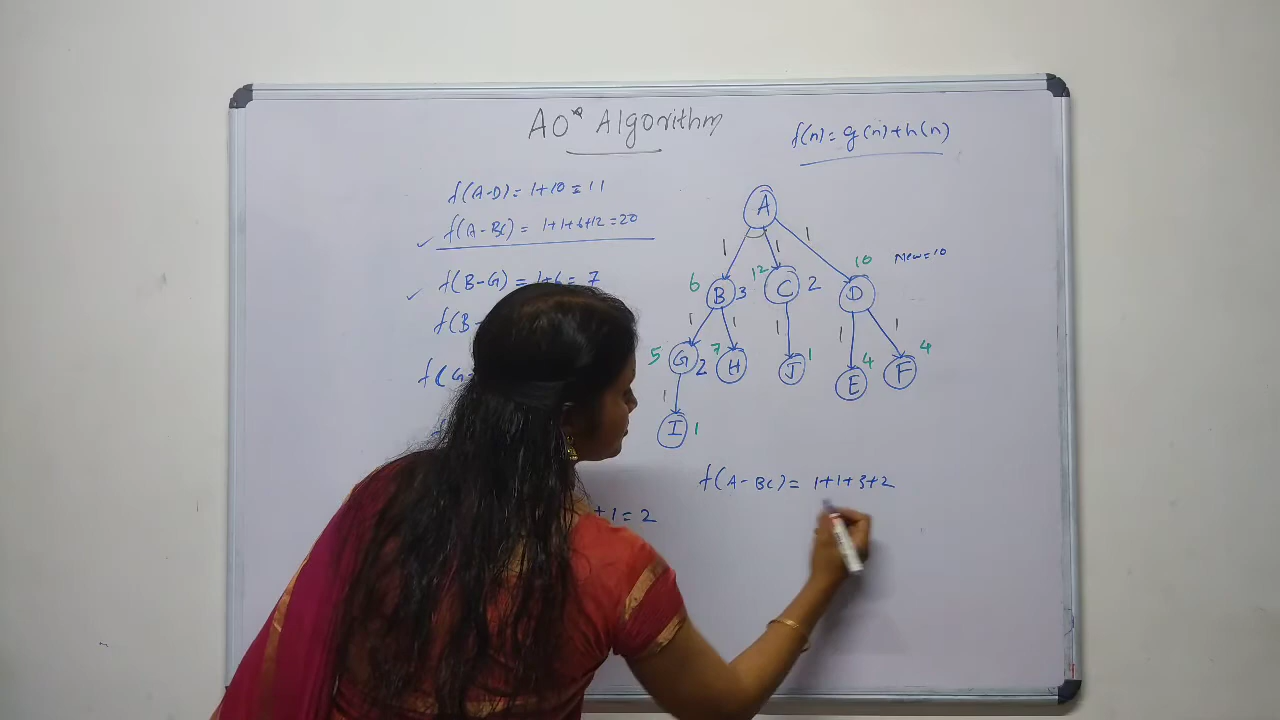 AO* Algorithm
f(n) = g(n)+h(n)
f(A-D) = 1+10 = 11
f(A-BC) = 1+1+6+12 = 20
f(B-G) = 1+6 = 7
f(B-
f(G-
+1 = 2
A
1 1 1
6 B 3 12 C 2 10 D New = 10
1 1 1 1 1
5 G 2 7 H J 1 E 4 F 4
1
I 1
f(A-BC) = 1+1+3+2